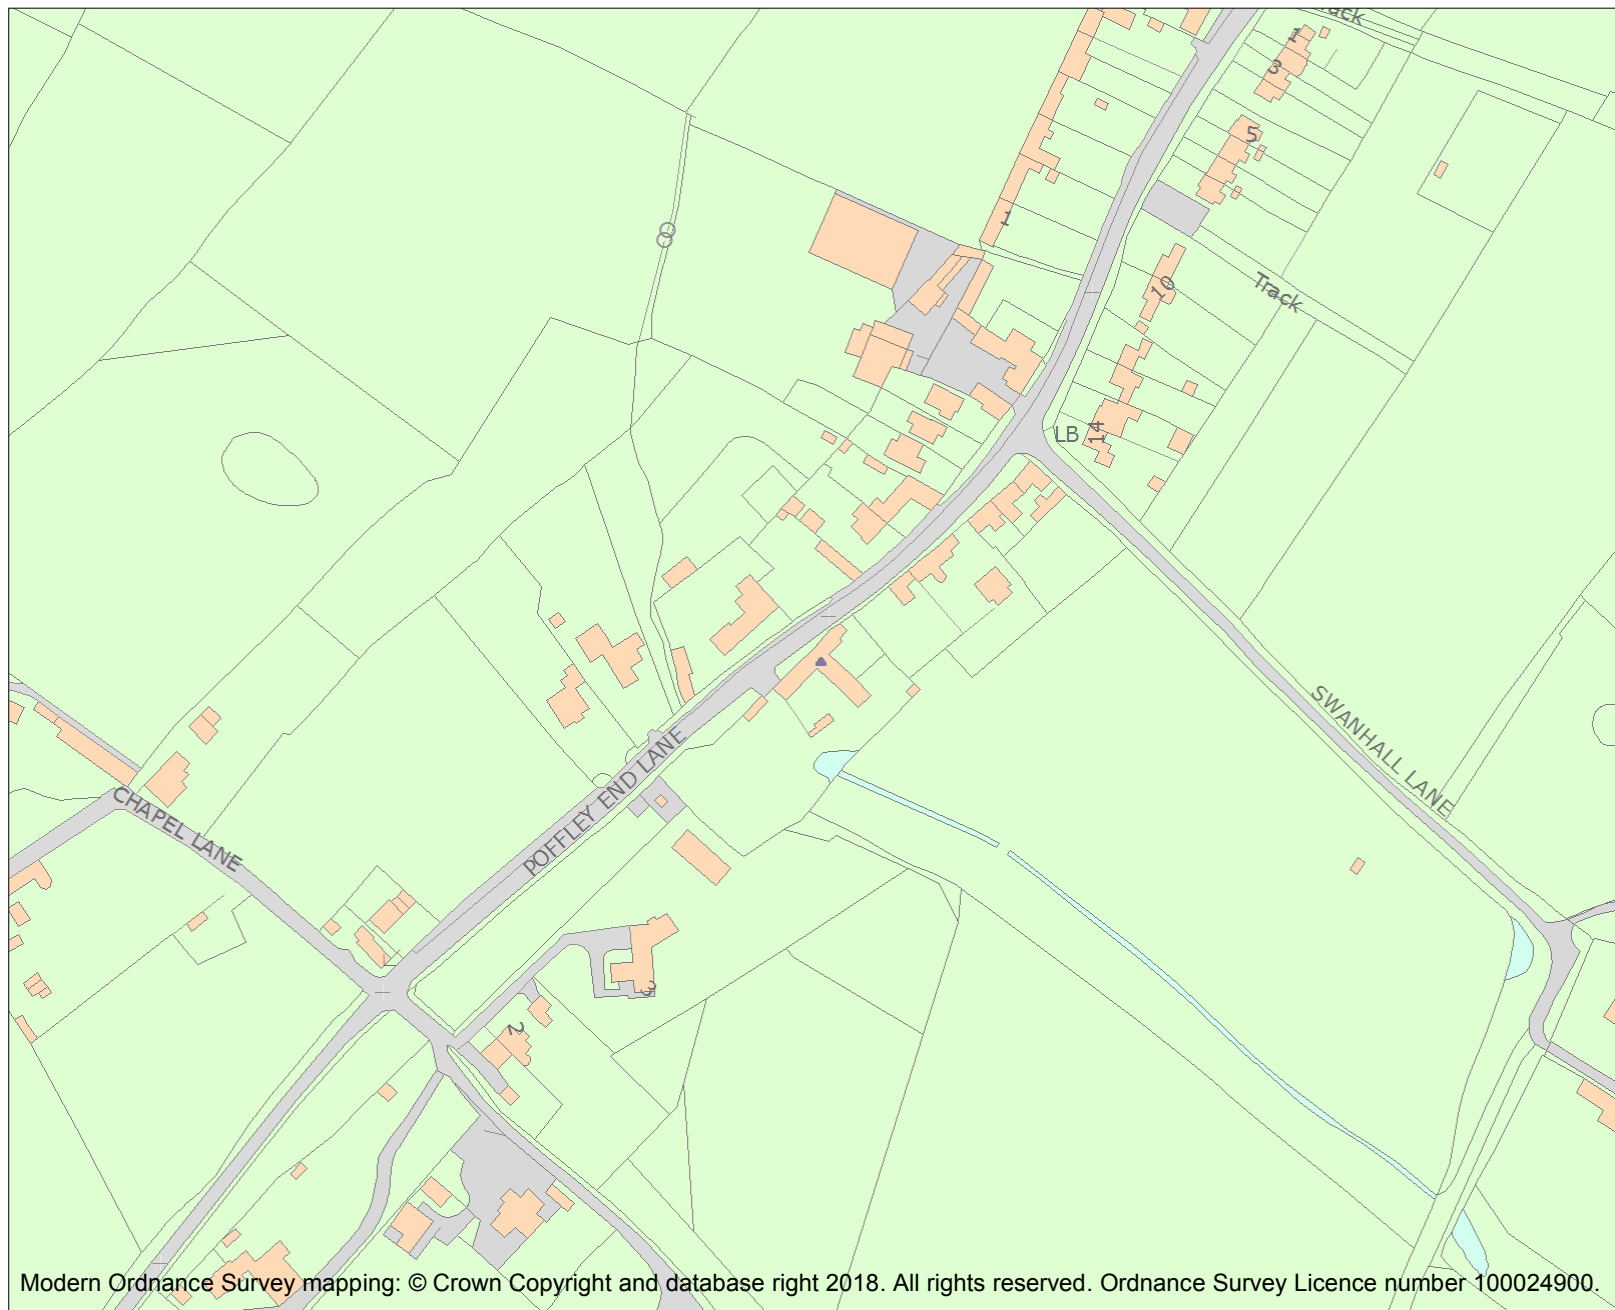 Track
1
3
5
1
10
Track
LB
14
SWANHALL LANE
POFFLEY END LANE
CHAPEL LANE
3
2
Modern Ordnance Survey mapping: © Crown Copyright and database right 2018. All rights reserved. Ordnance Survey Licence number 100024900.